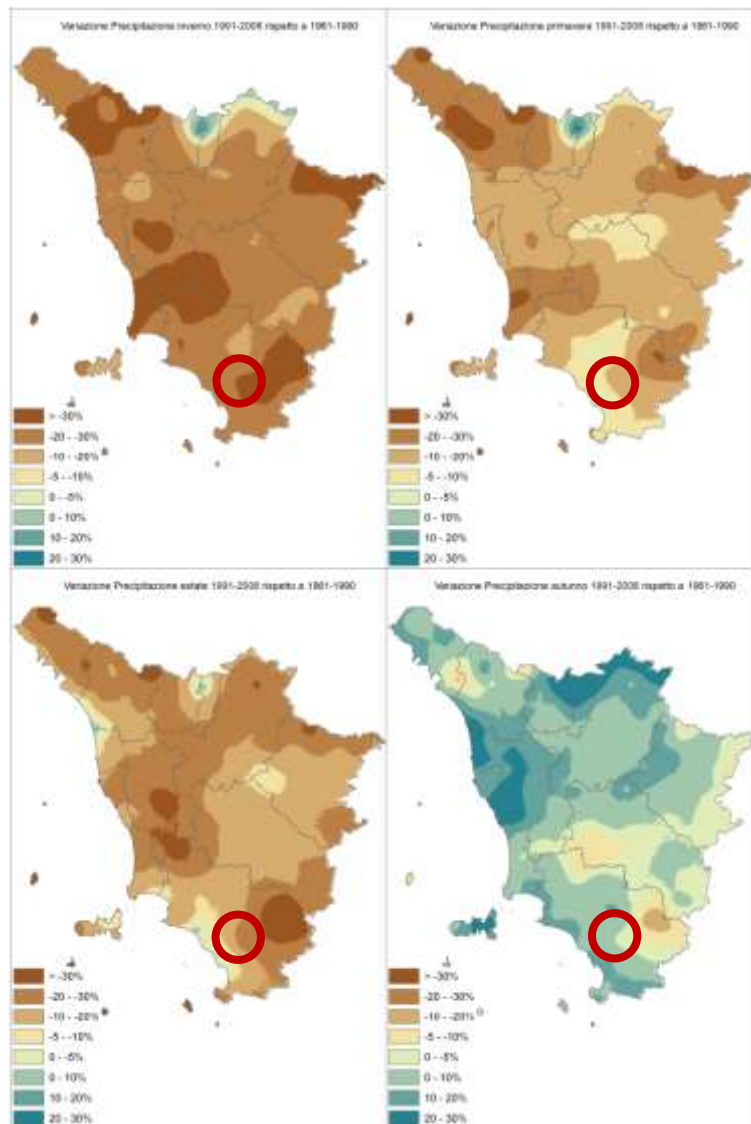 Variazione Precipitazione inverno 1991-2008 rispetto a 1961-1990
> -30%
-20 - -30%
-10 - -20%
-5 - -10%
0 - -5%
0 - 10%
10 - 20%
20 - 30%
Variazione Precipitazione primavera 1991-2008 rispetto a 1961-1990
> -30%
-20 - -30%
-10 - -20%
-5 - -10%
0 - -5%
0 - 10%
10 - 20%
20 - 30%
Variazione Precipitazione estate 1991-2008 rispetto a 1961-1990
> -30%
-20 - -30%
-10 - -20%
-5 - -10%
0 - -5%
0 - 10%
10 - 20%
20 - 30%
Variazione Precipitazione autunno 1991-2008 rispetto a 1961-1990
> -30%
-20 - -30%
-10 - -20%
-5 - -10%
0 - -5%
0 - 10%
10 - 20%
20 - 30%